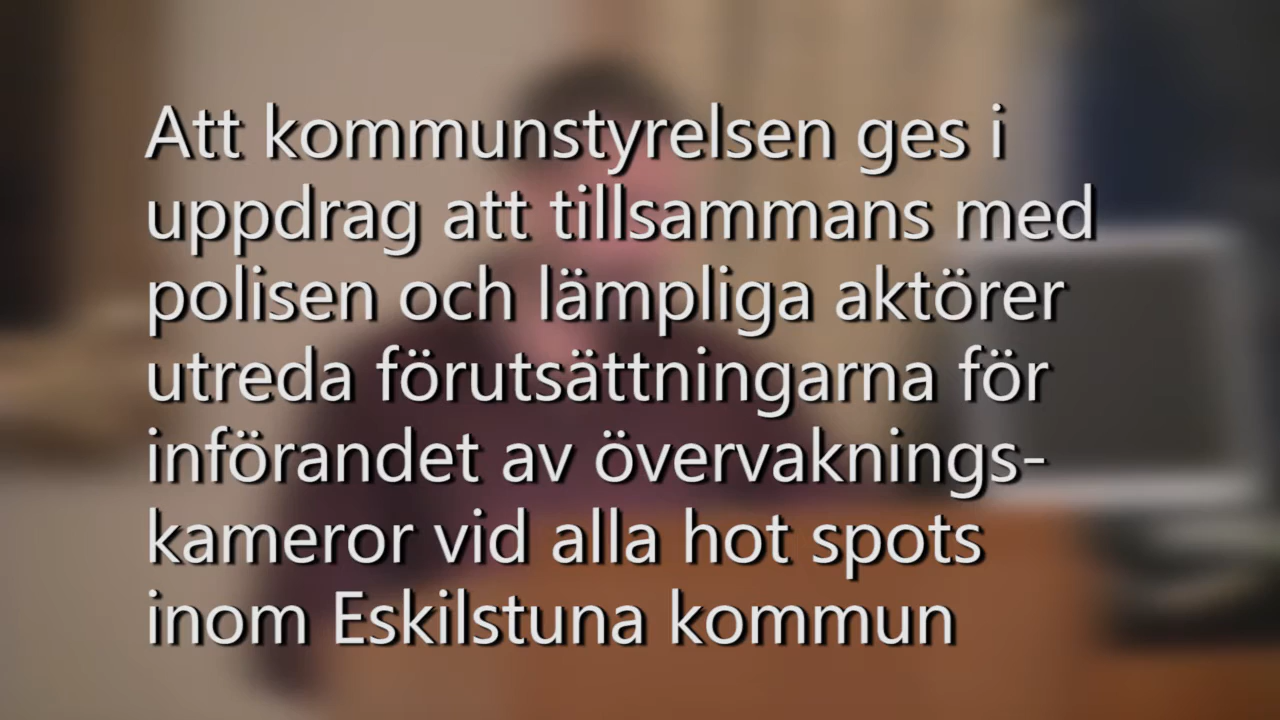 Att kommunstyrelsen ges i
uppdrag att tillsammans med
polisen och lämpliga aktörer
utreda förutsättningarna för
införandet av övervaknings-
kameror vid alla hot spots
inom Eskilstuna kommun